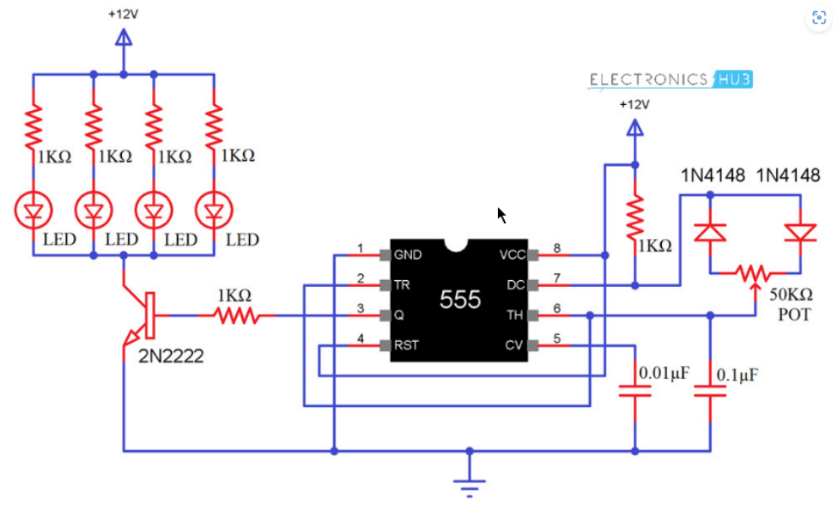 +12V
ELECTRONICS HUB
+12V
1N4148 1N4148
1KΩ 1KΩ 1KΩ 1KΩ
LED LED LED LED
1KΩ
1 GND VCC 8
2 TR DC 7
555
3 Q TH 6
4 RST CV 5
1KΩ
2N2222
50KΩ
POT
0.01µF 0.1µF